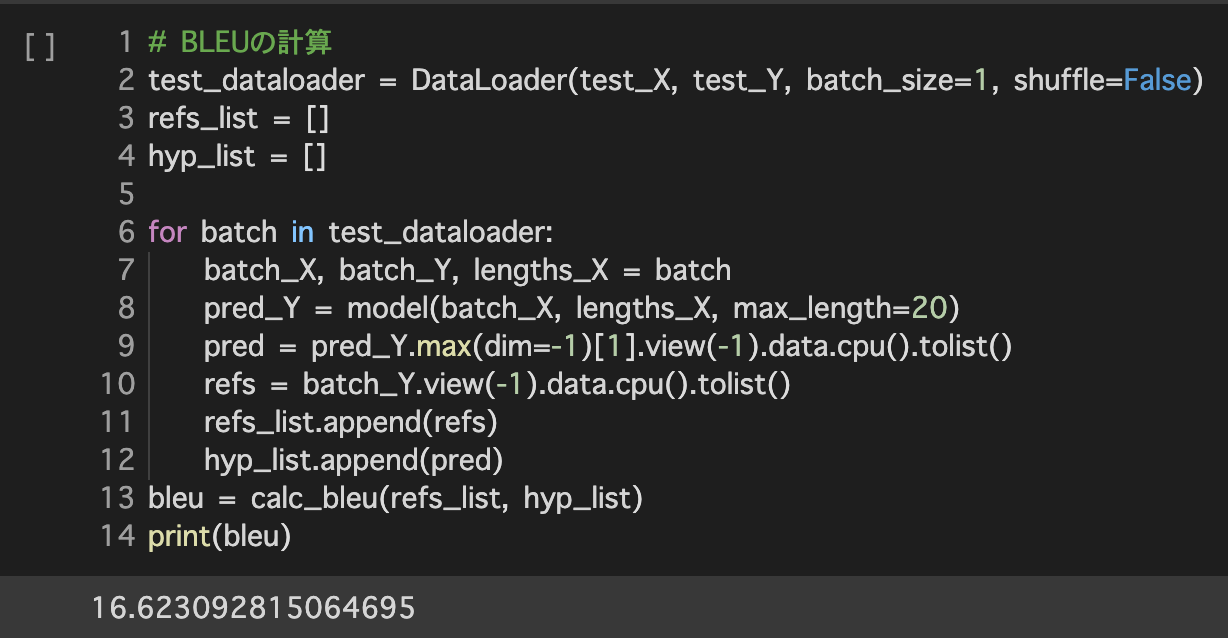 [ ]
1 # BLEUの計算
2 test_dataloader = DataLoader(test_X, test_Y, batch_size=1, shuffle=False)
3 refs_list = []
4 hyp_list = []
5
6 for batch in test_dataloader:
7     batch_X, batch_Y, lengths_X = batch
8     pred_Y = model(batch_X, lengths_X, max_length=20)
9     pred = pred_Y.max(dim=-1)[1].view(-1).data.cpu().tolist()
10     refs = batch_Y.view(-1).data.cpu().tolist()
11     refs_list.append(refs)
12     hyp_list.append(pred)
13 bleu = calc_bleu(refs_list, hyp_list)
14 print(bleu)
16.623092815064695